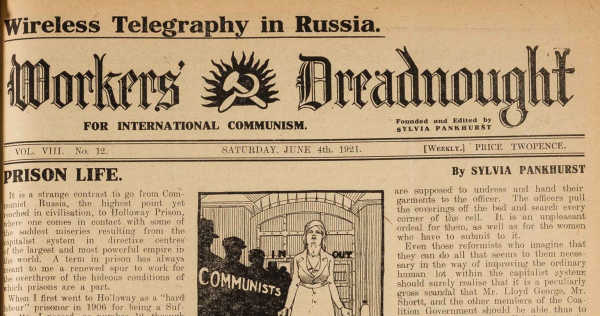 Wireless Telegraphy in Russia.
Workers' Dreadnought
FOR INTERNATIONAL COMMUNISM.
Founded and Edited by
SYLVIA PANKHURST
VOL. VIII. No. 12.
SATURDAY, JUNE 4th. 1921.
[WEEKLY.] PRICE TWOPENCE.
PRISON LIFE.
By SYLVIA PANKHURST
It is a strange contrast to go from Com-
munist Russia, the highest point yet
reached in civilisation, to Holloway Prison,
where one comes in contact with some of
the saddest miseries resulting from the
capitalist system in directive centres
of the largest and most powerful empire in
the world. A term in prison has always
meant to me a renewed spur to work for
the overthrow of the hideous conditions of
which prisons are a part.
When I first went to Holloway as a "hard
labour" prisoner in 1906 for being a Suf-
COMMUNISTS
IN
OUT
are supposed to undress and hand their
garments to the officer. The officers pull
the coverings off the bed and search every
corner of the cell. It is an unpleasant
ordeal for them, as well as for the women
who have to submit to it.
Even those reformists who imagine that
they can do all that seems to them neces-
sary in the way of improving the ordinary
human lot within the capitalist system;
should surely realise that it is a peculiarly
gross scandal that Mr. Lloyd George, Mr.
Shortt, and the other members of the Coa-
lition Government should be able thus to